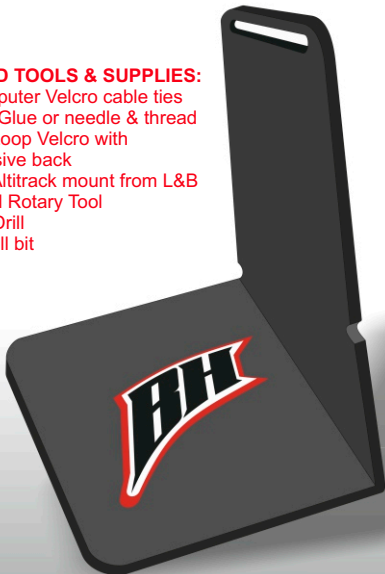 D TOOLS & SUPPLIES:
puter Velcro cable ties
Glue or needle & thread
oop Velcro with
sive back
Altitrack mount from L&B
l Rotary Tool
Drill
ll bit
BH